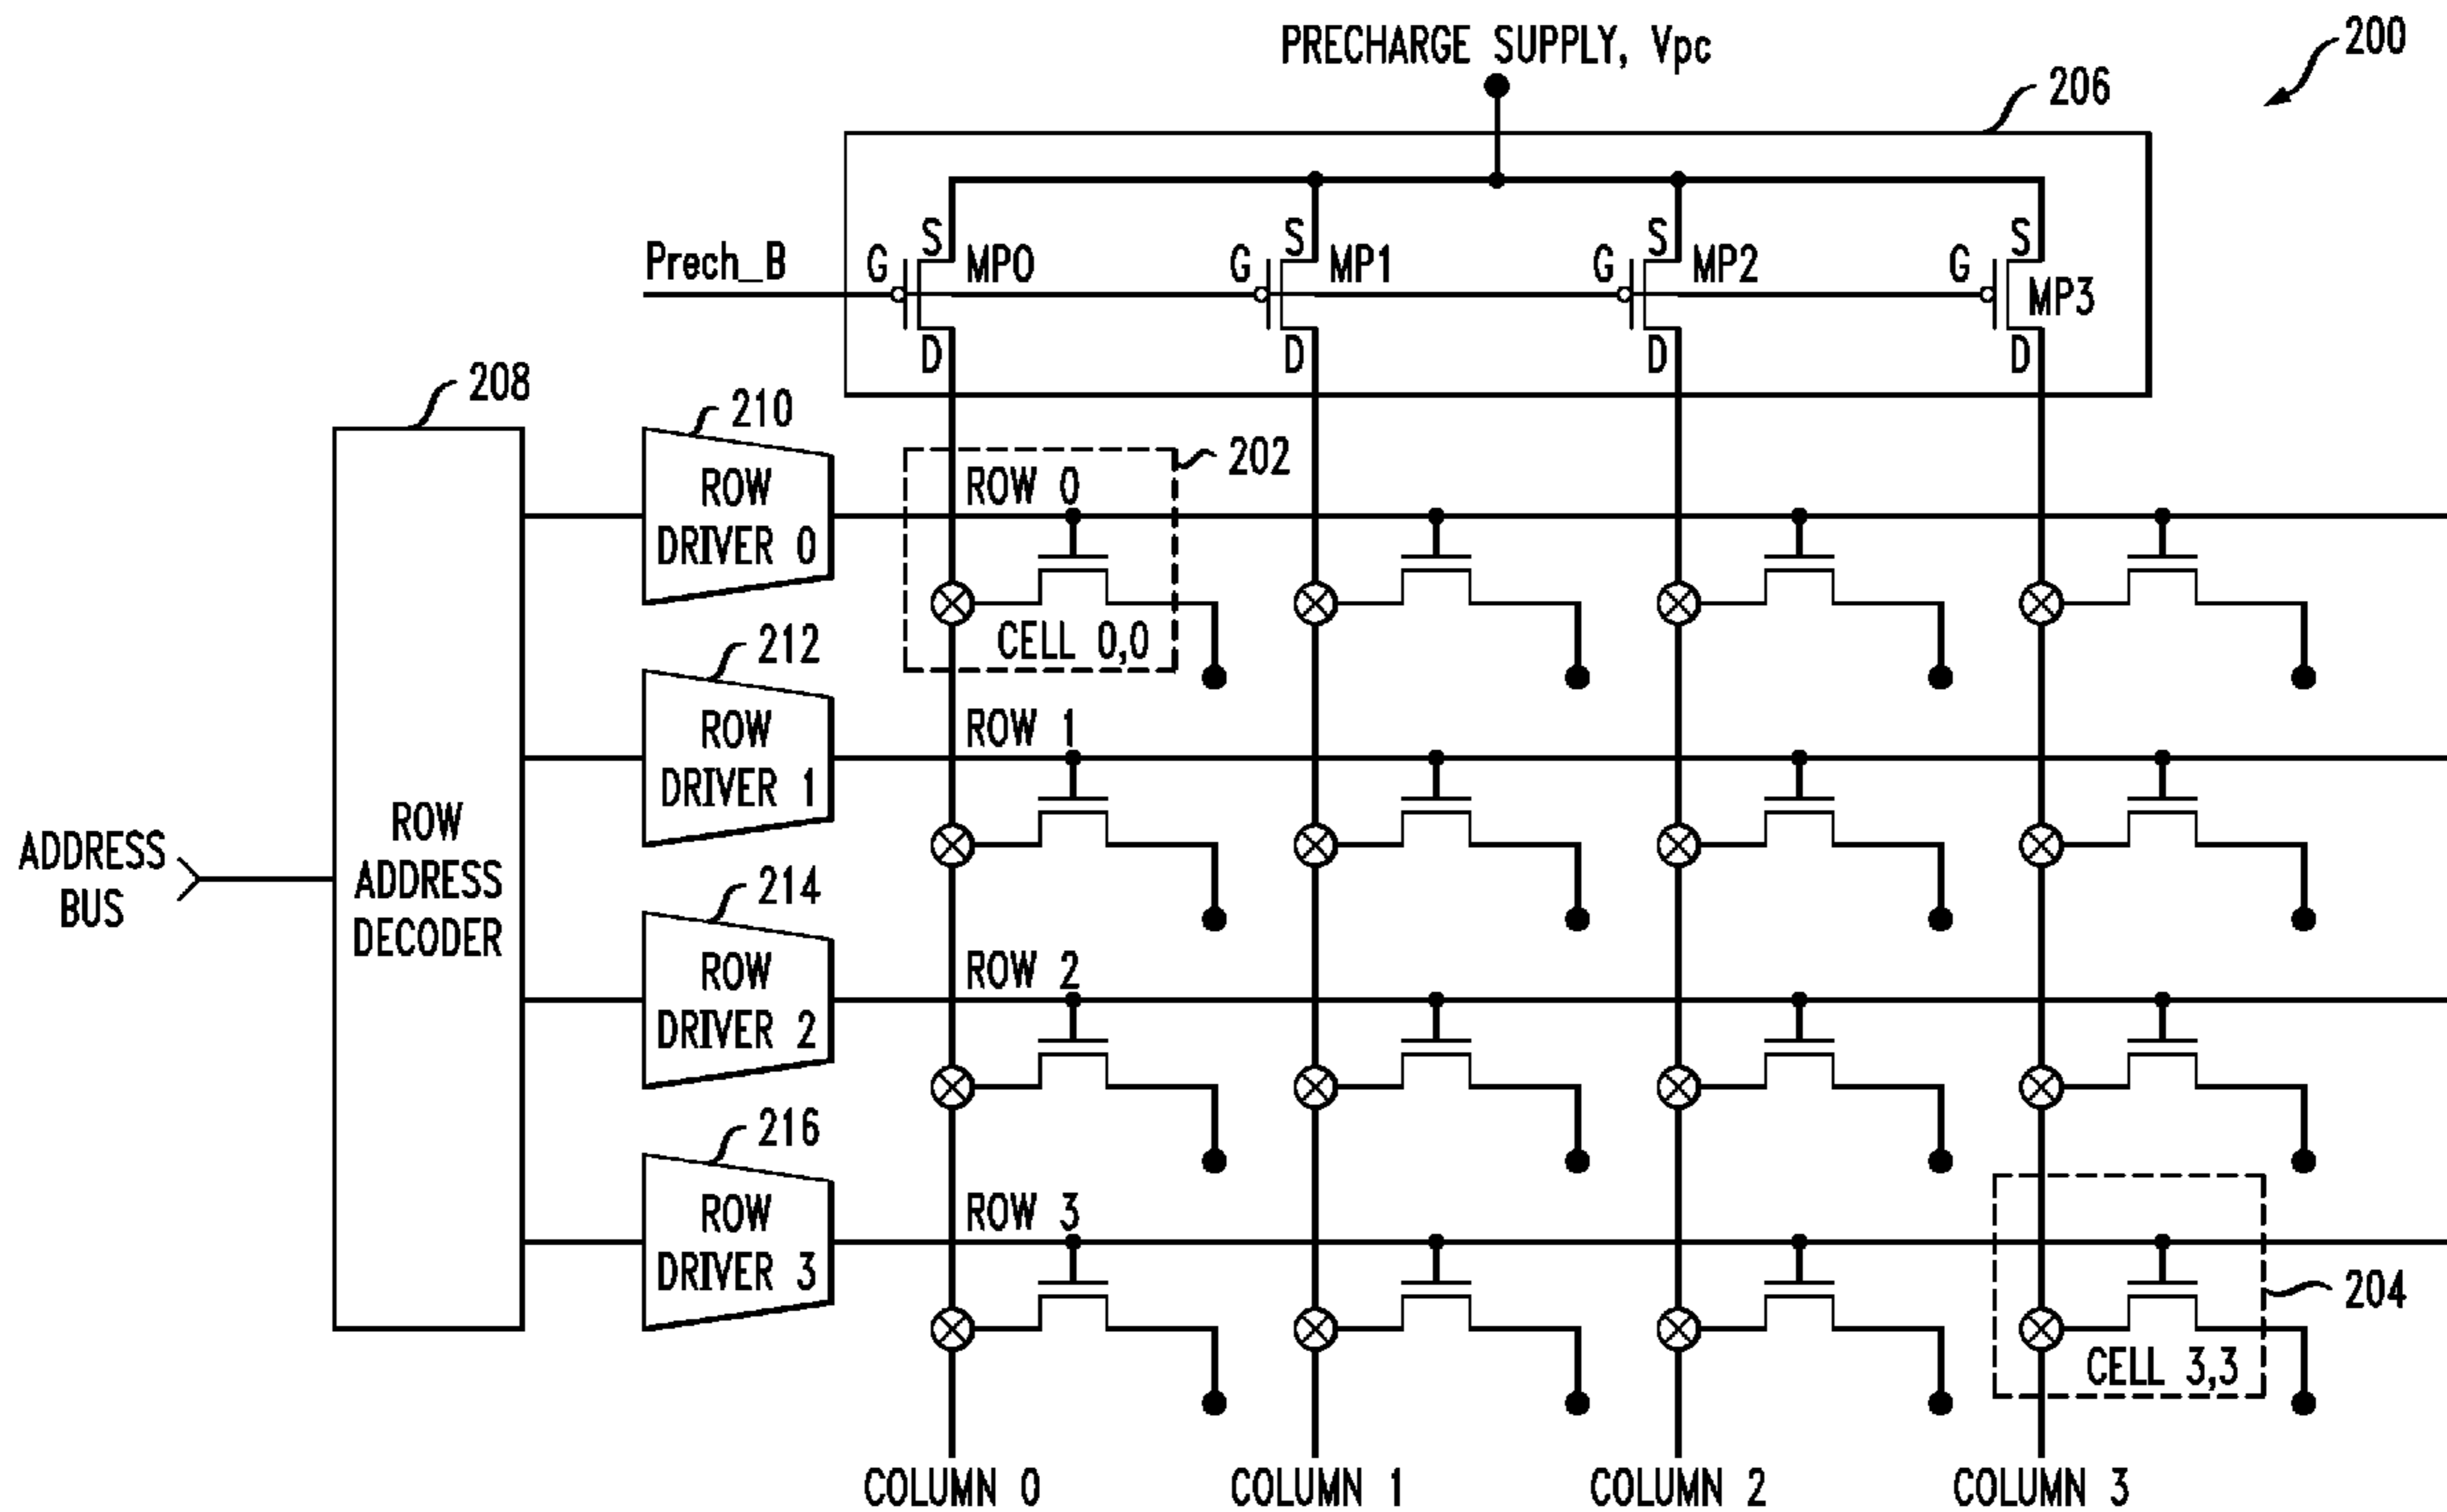 PRECHARGE SUPPLY, Vpc
200
206
Prech_B
G S MP0 D
G S MP1 D
G S MP2 D
G S MP3 D
208
210
ROW
DRIVER 0
202
ROW 0
CELL 0,0
212
ROW
DRIVER 1
ROW 1
ADDRESS
BUS
ROW
ADDRESS
DECODER
214
ROW
DRIVER 2
ROW 2
216
ROW
DRIVER 3
ROW 3
204
CELL 3,3
COLUMN 0
COLUMN 1
COLUMN 2
COLUMN 3